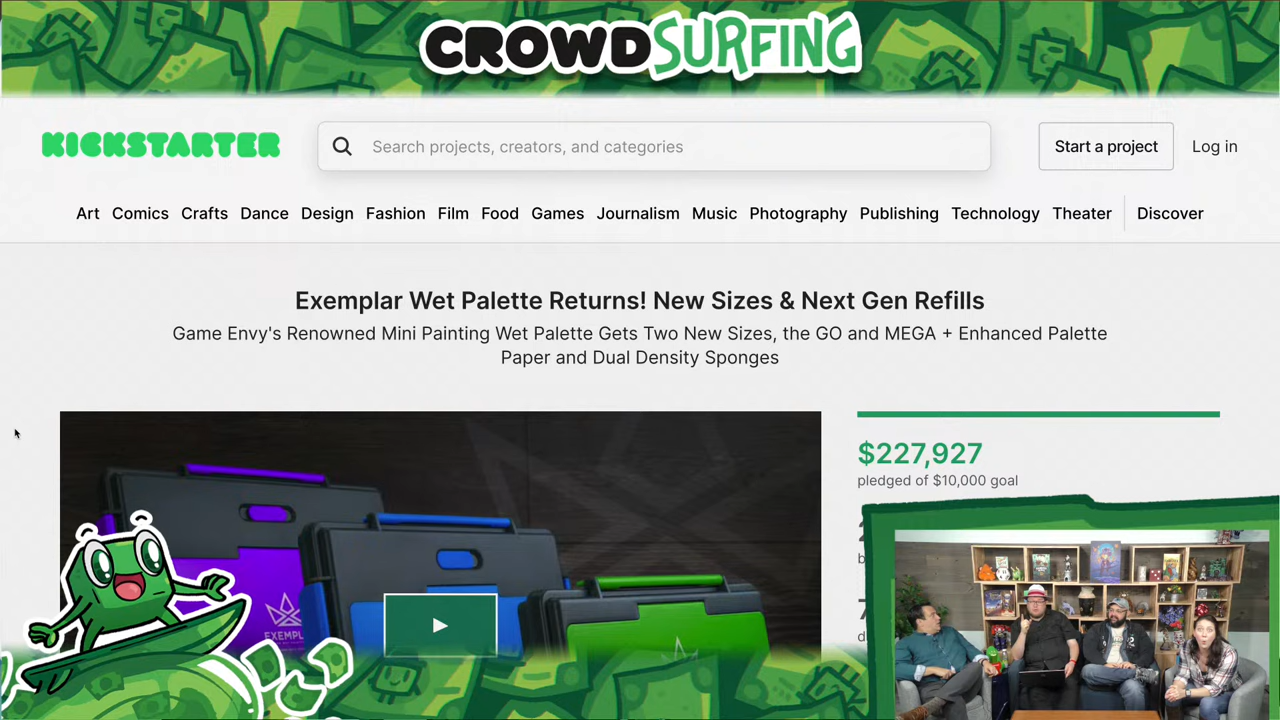 CROWDSURFING
KICKSTARTER
Search projects, creators, and categories
Start a project
Log in
Art Comics Crafts Dance Design Fashion Film Food Games Journalism Music Photography Publishing Technology Theater Discover
Exemplar Wet Palette Returns! New Sizes & Next Gen Refills
Game Envy's Renowned Mini Painting Wet Palette Gets Two New Sizes, the GO and MEGA + Enhanced Palette
Paper and Dual Density Sponges
$227,927
pledged of $10,000 goal
EXEMPL